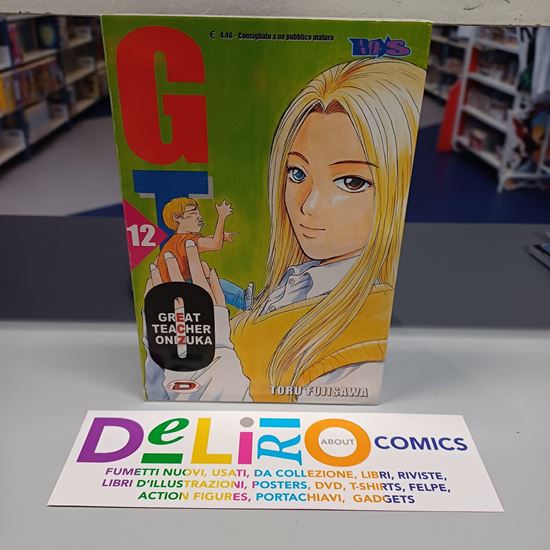 € 4,40 - Consigliato a un pubblico maturo
BOYS
GTO
12
GREAT
TEACHER
ONIZUKA
D
TORU FUJISAWA
DeLiRiO ABOUT COMICS
FUMETTI NUOVI, USATI, DA COLLEZIONE, LIBRI, RIVISTE,
LIBRI D'ILLUSTRAZIONI, POSTERS, DVD, T-SHIRTS, FELPE,
ACTION FIGURES, PORTACHIAVI, GADGETS